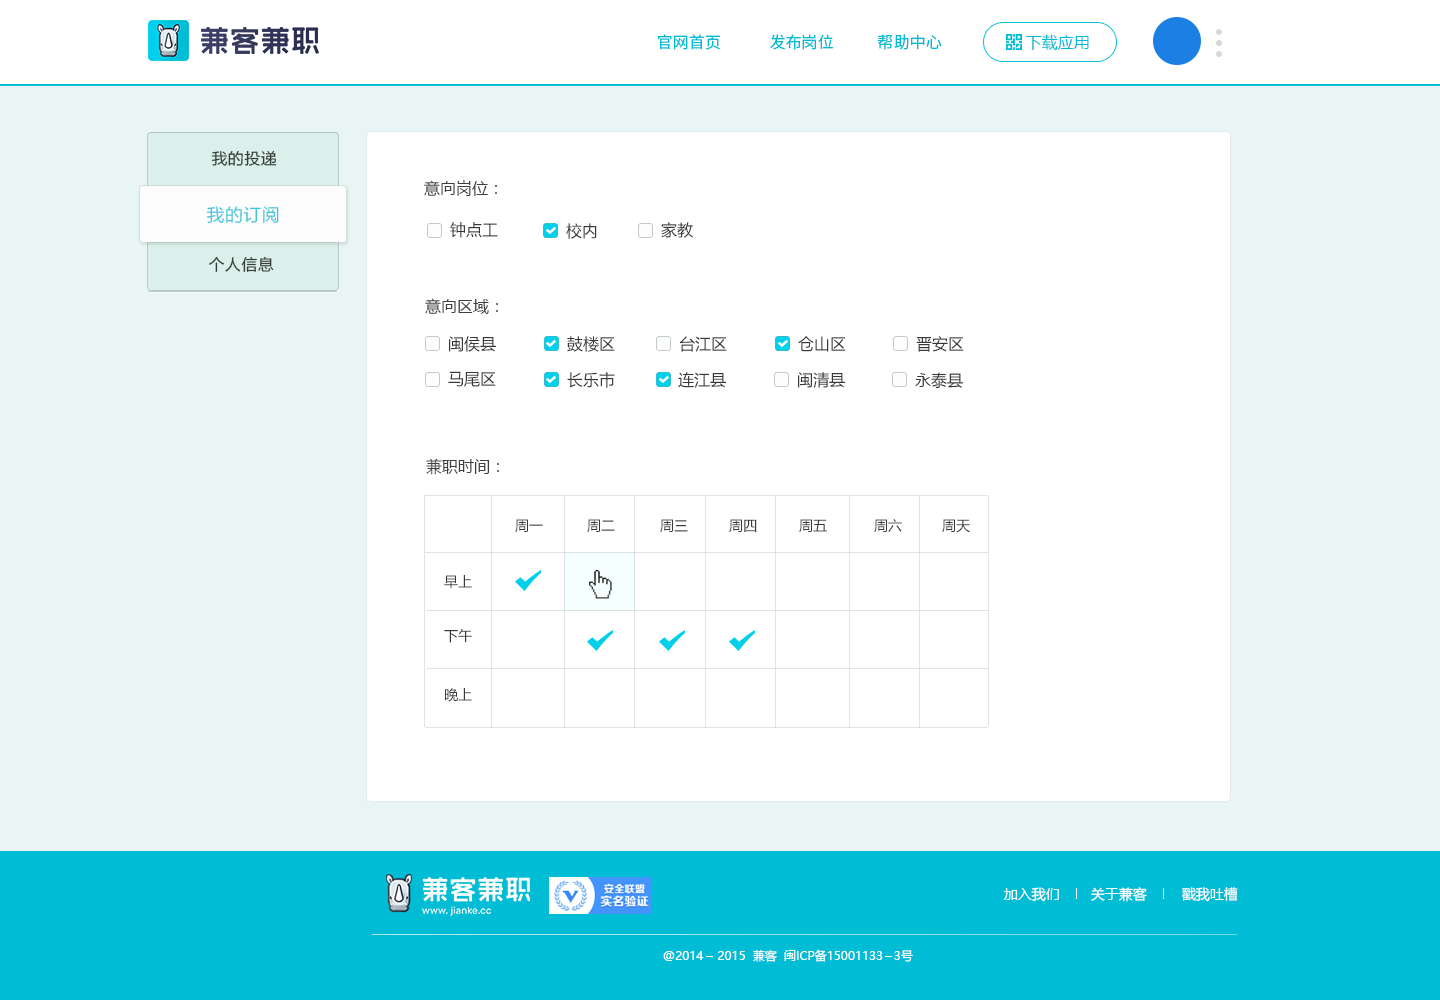 兼客兼职 官网首页 发布岗位 帮助中心 下载应用
我的投递
我的订阅
个人信息
意向岗位：
钟点工 校内 家教
意向区域：
闽侯县 鼓楼区 台江区 仓山区 晋安区
马尾区 长乐市 连江县 闽清县 永泰县
兼职时间：
周一 周二 周三 周四 周五 周六 周天
早上
下午
晚上
兼客兼职
www.jianke.cc
安全联盟
实名验证
加入我们 | 关于兼客 | 戳我吐槽
@2014－2015 兼客 闽ICP备15001133－3号